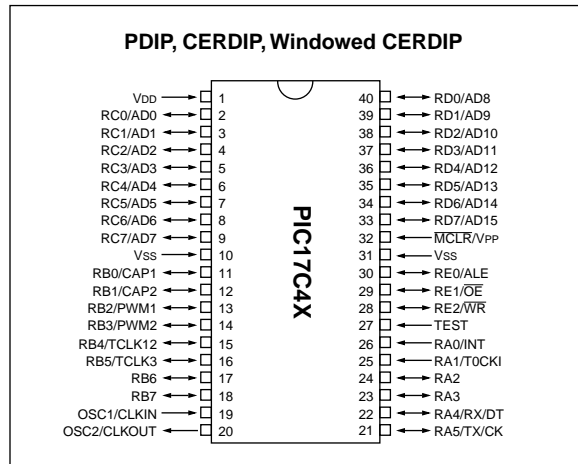 PDIP, CERDIP, Windowed CERDIP
VDD 1 40 RD0/AD8
RC0/AD0 2 39 RD1/AD9
RC1/AD1 3 38 RD2/AD10
RC2/AD2 4 37 RD3/AD11
RC3/AD3 5 36 RD4/AD12
RC4/AD4 6 35 RD5/AD13
RC5/AD5 7 34 RD6/AD14
RC6/AD6 8 33 RD7/AD15
RC7/AD7 9 32 MCLR/VPP
VSS 10 31 VSS
RB0/CAP1 11 30 RE0/ALE
RB1/CAP2 12 29 RE1/OE
RB2/PWM1 13 28 RE2/WR
RB3/PWM2 14 27 TEST
RB4/TCLK12 15 26 RA0/INT
RB5/TCLK3 16 25 RA1/T0CKI
RB6 17 24 RA2
RB7 18 23 RA3
OSC1/CLKIN 19 22 RA4/RX/DT
OSC2/CLKOUT 20 21 RA5/TX/CK
PIC17C4X